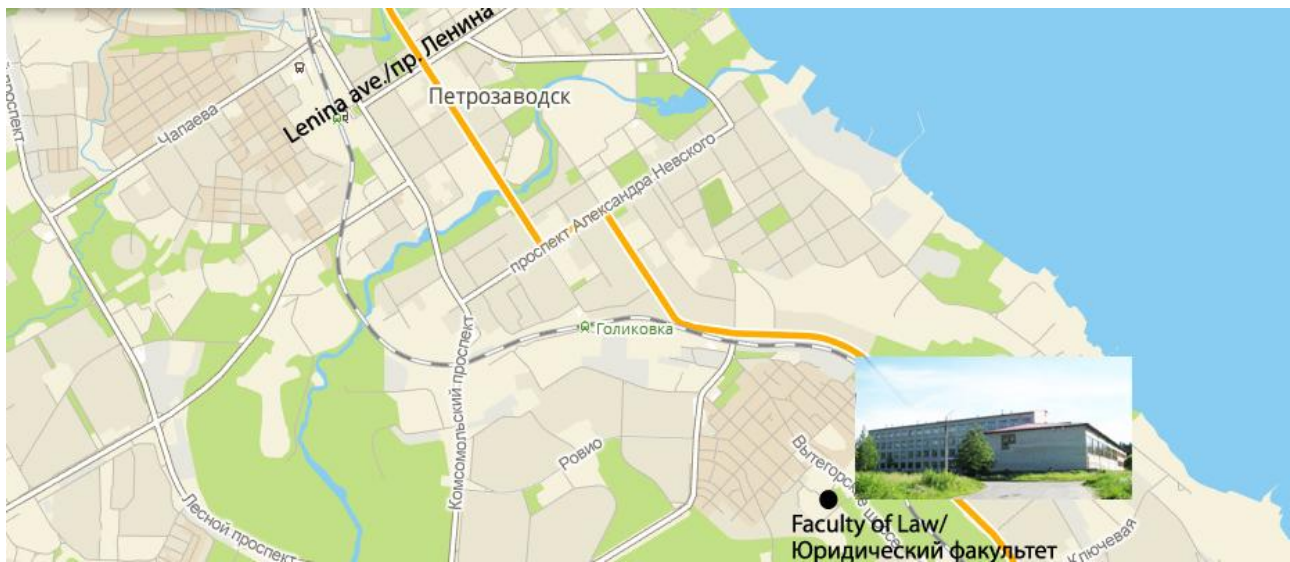 Lenina ave./пр. Ленина
Петрозаводск
проспект
Чапаева
проспект Александра Невского
Голиковка
Комсомольский проспект
Ровио
Вытегорское шоссе
Лесной проспект
Faculty of Law/
Юридический факультет
Ключевая